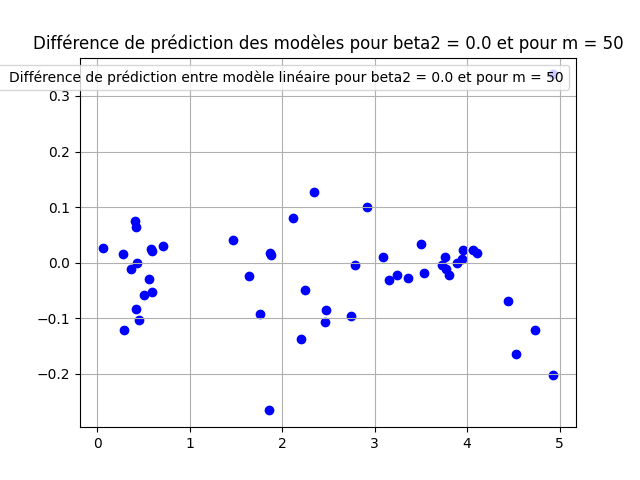 Différence de prédiction des modèles pour beta2 = 0.0 et pour m = 50
Différence de prédiction entre modèle linéaire pour beta2 = 0.0 et pour m = 50
0.3
0.2
0.1
0.0
−0.1
−0.2
0 1 2 3 4 5